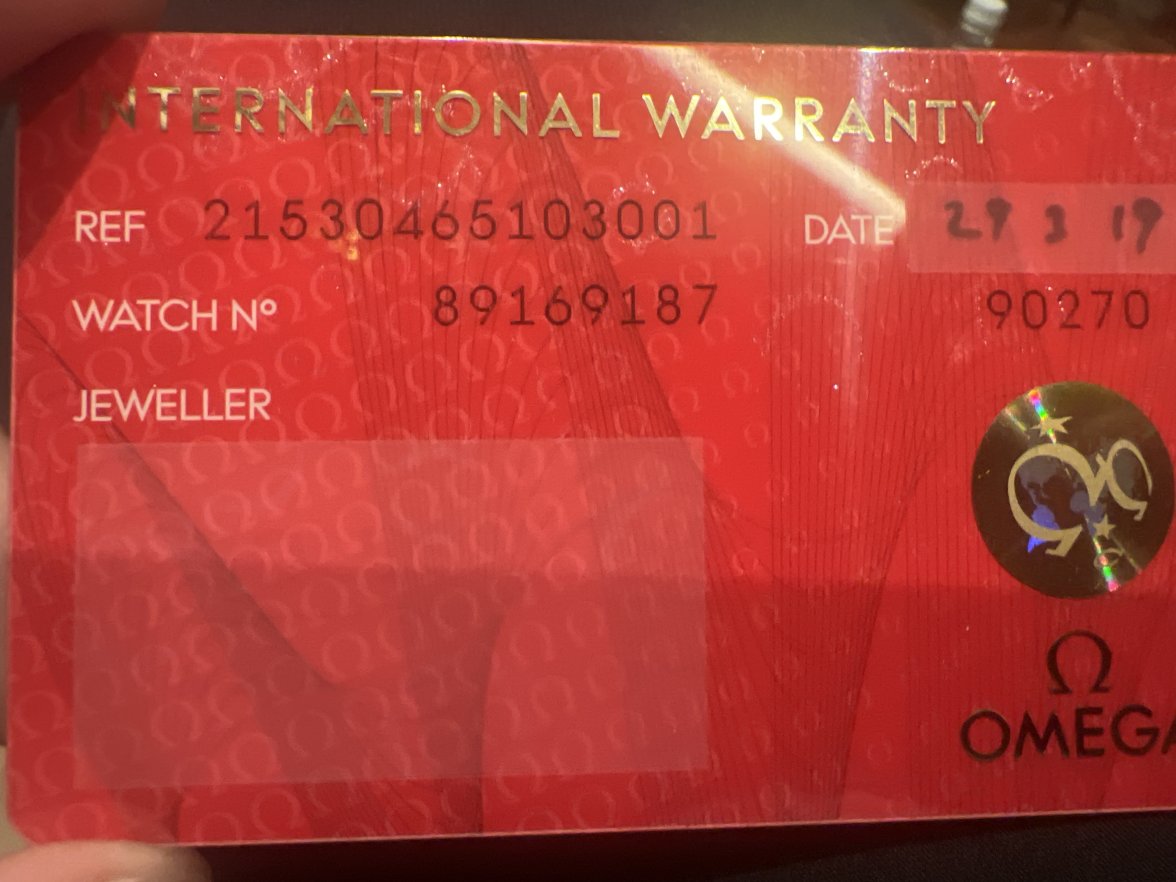 INTERNATIONAL WARRANTY
REF 21530465103001 DATE 29 3 19
WATCH Nº 89169187 90270
JEWELLER
Ω
OMEGA